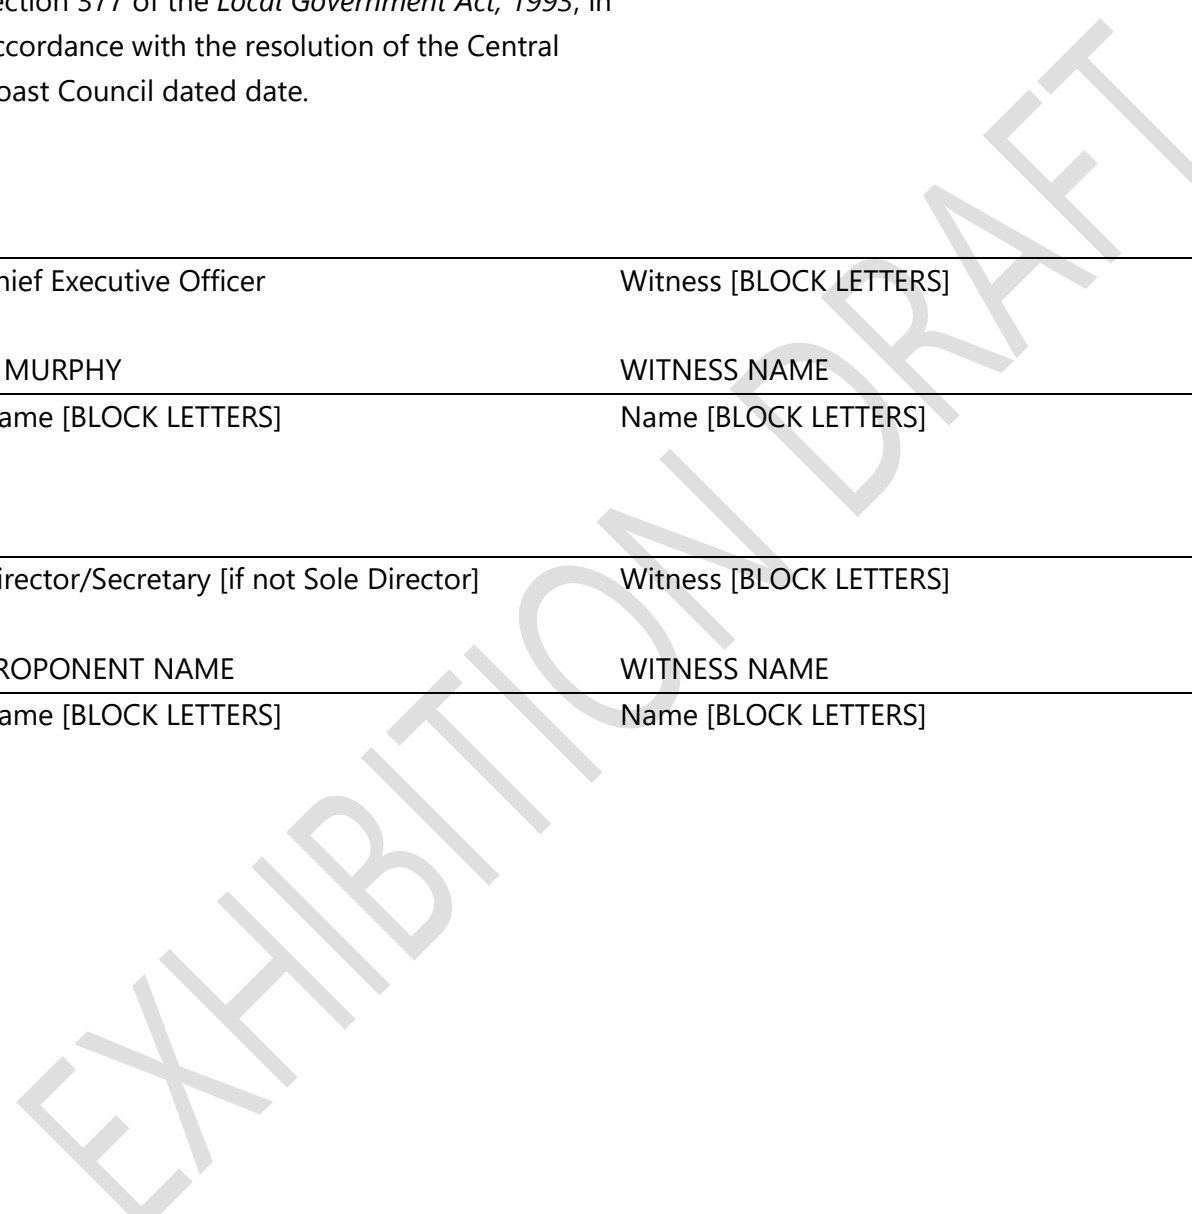 ection 377 of the Local Government Act, 1993, in
ccordance with the resolution of the Central
oast Council dated date.
hief Executive Officer Witness [BLOCK LETTERS]
MURPHY WITNESS NAME
ame [BLOCK LETTERS] Name [BLOCK LETTERS]
irector/Secretary [if not Sole Director] Witness [BLOCK LETTERS]
ROPONENT NAME WITNESS NAME
ame [BLOCK LETTERS] Name [BLOCK LETTERS]
EXHIBITION DRAFT